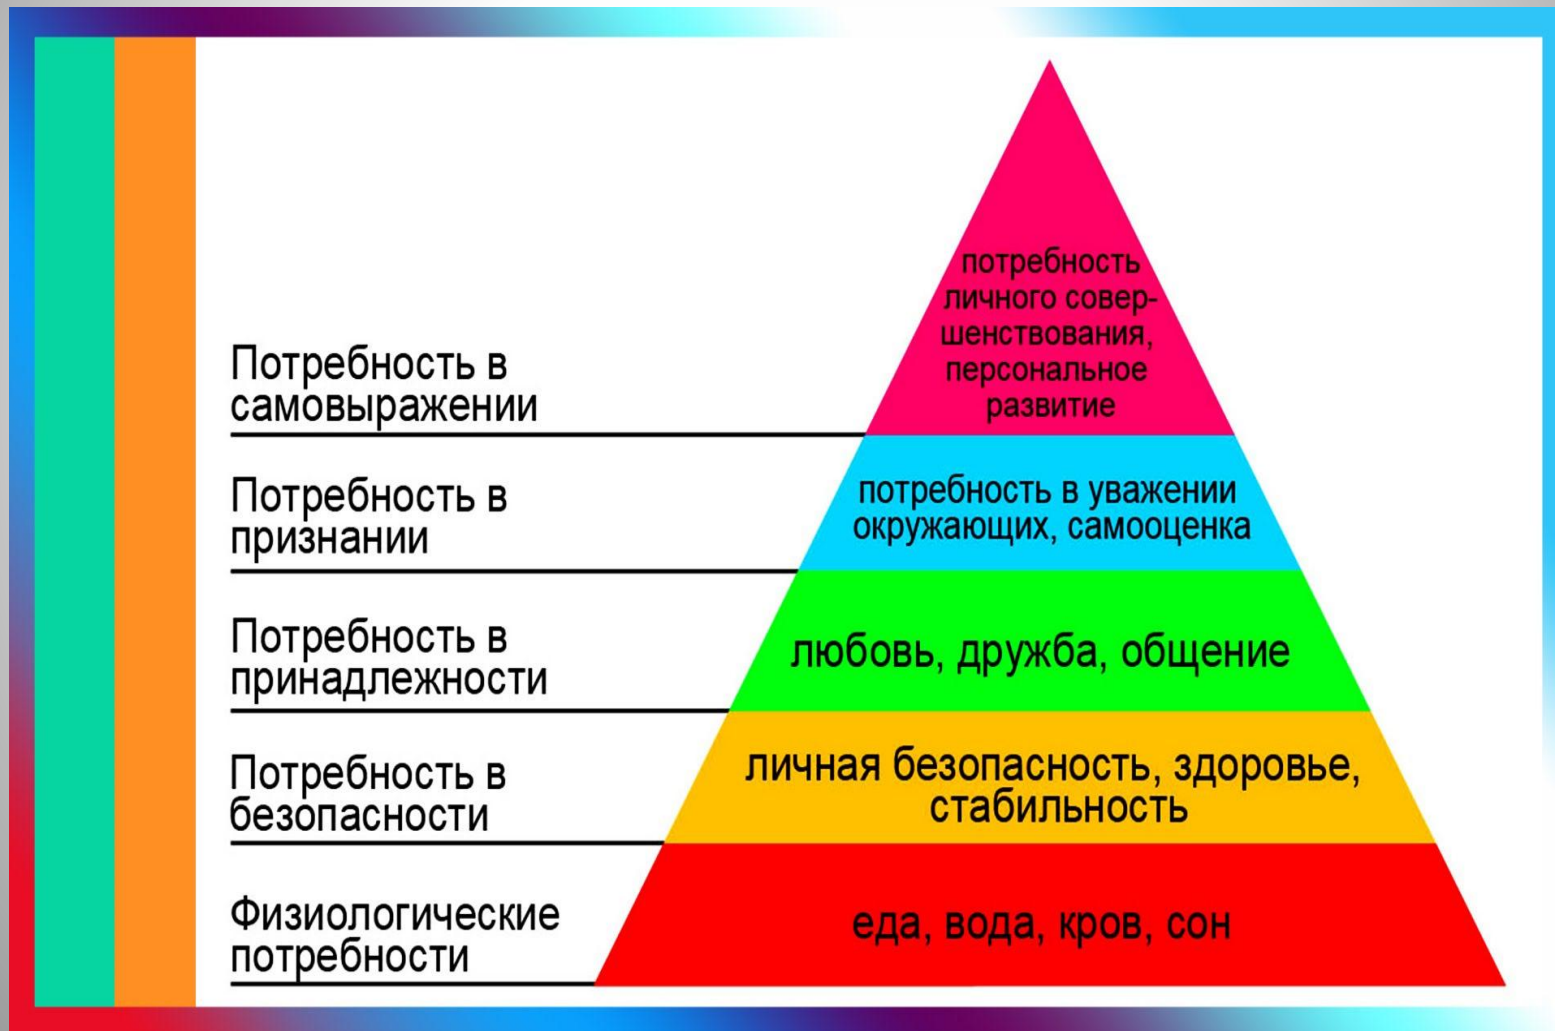 потребность
личного совер-
шенствования,
персональное
развитие
Потребность в
самовыражении
потребность в уважении
окружающих, самооценка
Потребность в
признании
любовь, дружба, общение
Потребность в
принадлежности
личная безопасность, здоровье,
стабильность
Потребность в
безопасности
еда, вода, кров, сон
Физиологические
потребности